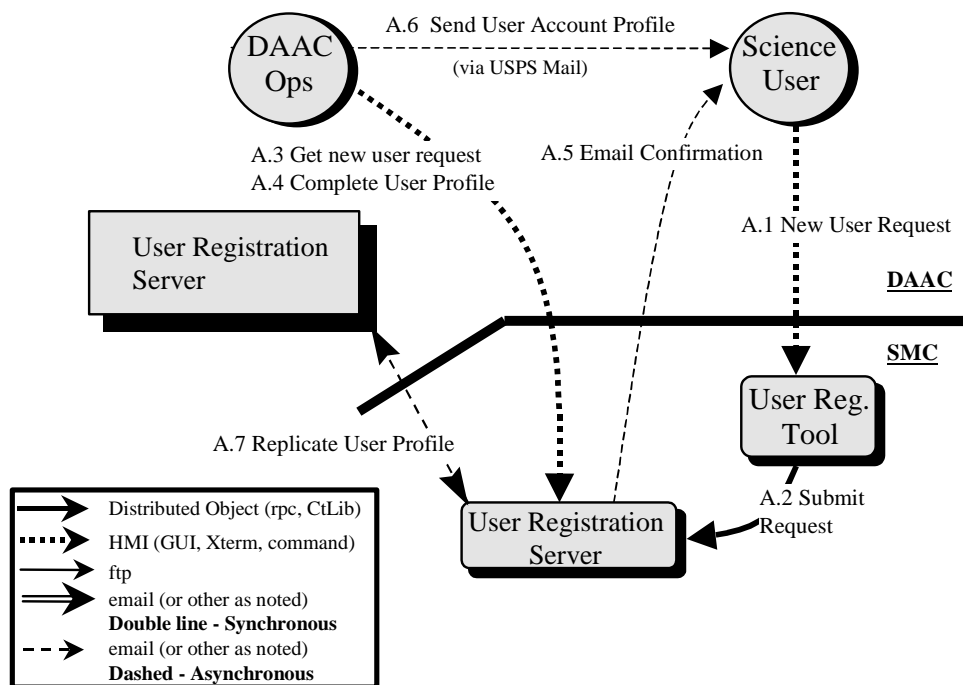 DAAC
Ops
A.6 Send User Account Profile
(via USPS Mail)
Science
User
A.3 Get new user request
A.4 Complete User Profile
A.5 Email Confirmation
A.1 New User Request
User Registration
Server
DAAC
SMC
User Reg.
Tool
A.7 Replicate User Profile
A.2 Submit
Request
User Registration
Server
Distributed Object (rpc, CtLib)
HMI (GUI, Xterm, command)
ftp
email (or other as noted)
Double line - Synchronous
email (or other as noted)
Dashed - Asynchronous